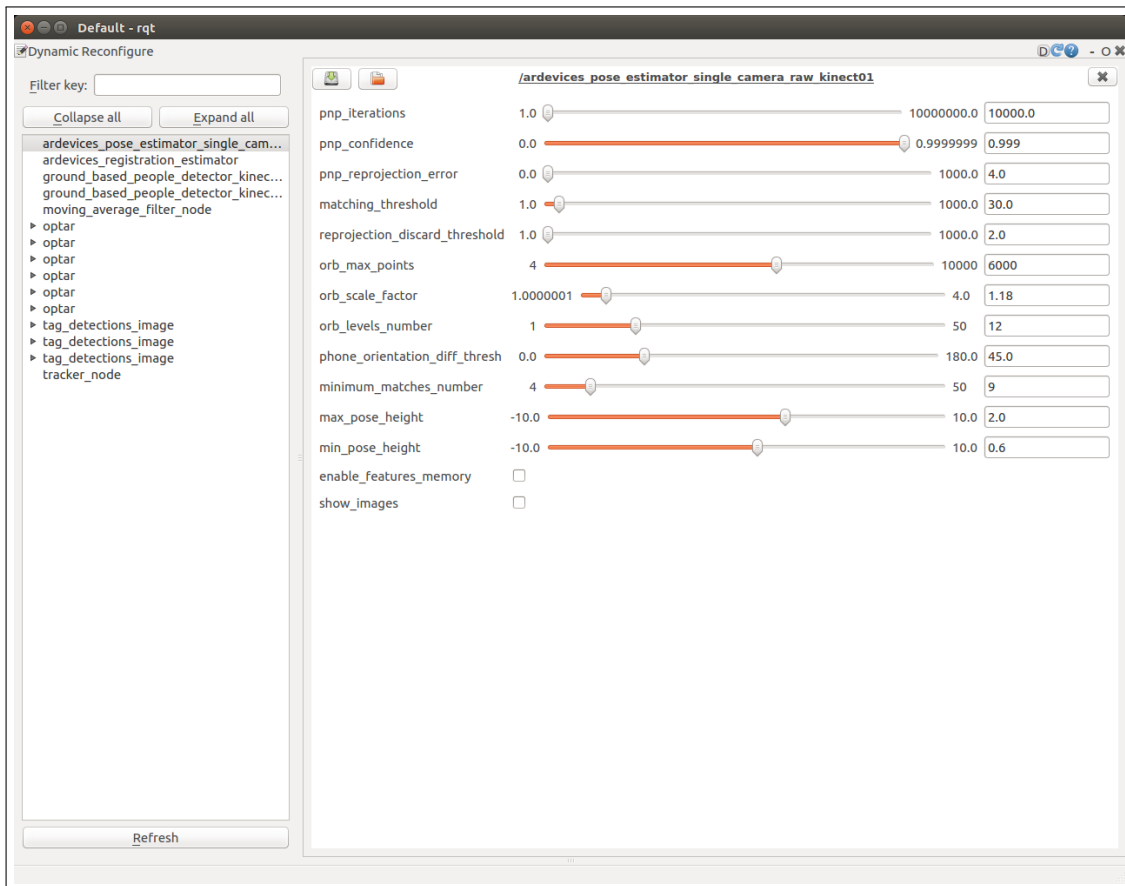 Default - rqt
Dynamic Reconfigure
D - O
Filter key:
Collapse all Expand all
ardevices_pose_estimator_single_cam...
ardevices_registration_estimator
ground_based_people_detector_kinec...
ground_based_people_detector_kinec...
moving_average_filter_node
optar
optar
optar
optar
optar
optar
tag_detections_image
tag_detections_image
tag_detections_image
tracker_node
Refresh
/ardevices_pose_estimator_single_camera_raw_kinect01
pnp_iterations 1.0 10000000.0 10000.0
pnp_confidence 0.0 0.9999999 0.999
pnp_reprojection_error 0.0 1000.0 4.0
matching_threshold 1.0 1000.0 30.0
reprojection_discard_threshold 1.0 1000.0 2.0
orb_max_points 4 10000 6000
orb_scale_factor 1.0000001 4.0 1.18
orb_levels_number 1 50 12
phone_orientation_diff_thresh 0.0 180.0 45.0
minimum_matches_number 4 50 9
max_pose_height -10.0 10.0 2.0
min_pose_height -10.0 10.0 0.6
enable_features_memory
show_images